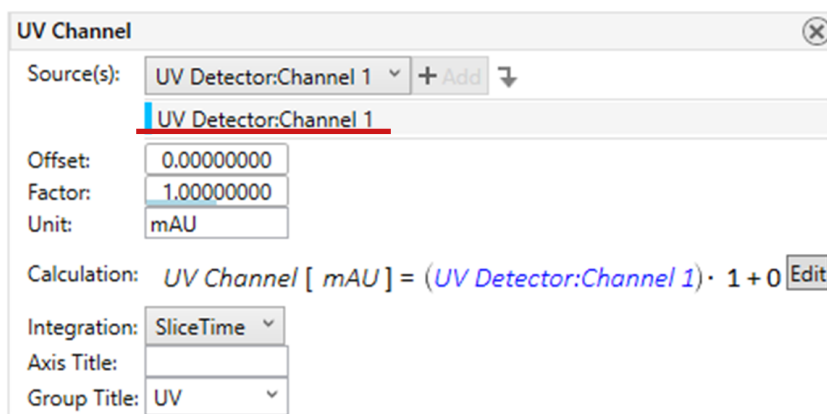 UV Channel
Source(s): UV Detector:Channel 1 + Add
UV Detector:Channel 1
Offset: 0.00000000
Factor: 1.00000000
Unit: mAU
Calculation: UV Channel [ mAU ] = (UV Detector:Channel 1)· 1 + 0 Edit
Integration: SliceTime
Axis Title:
Group Title: UV